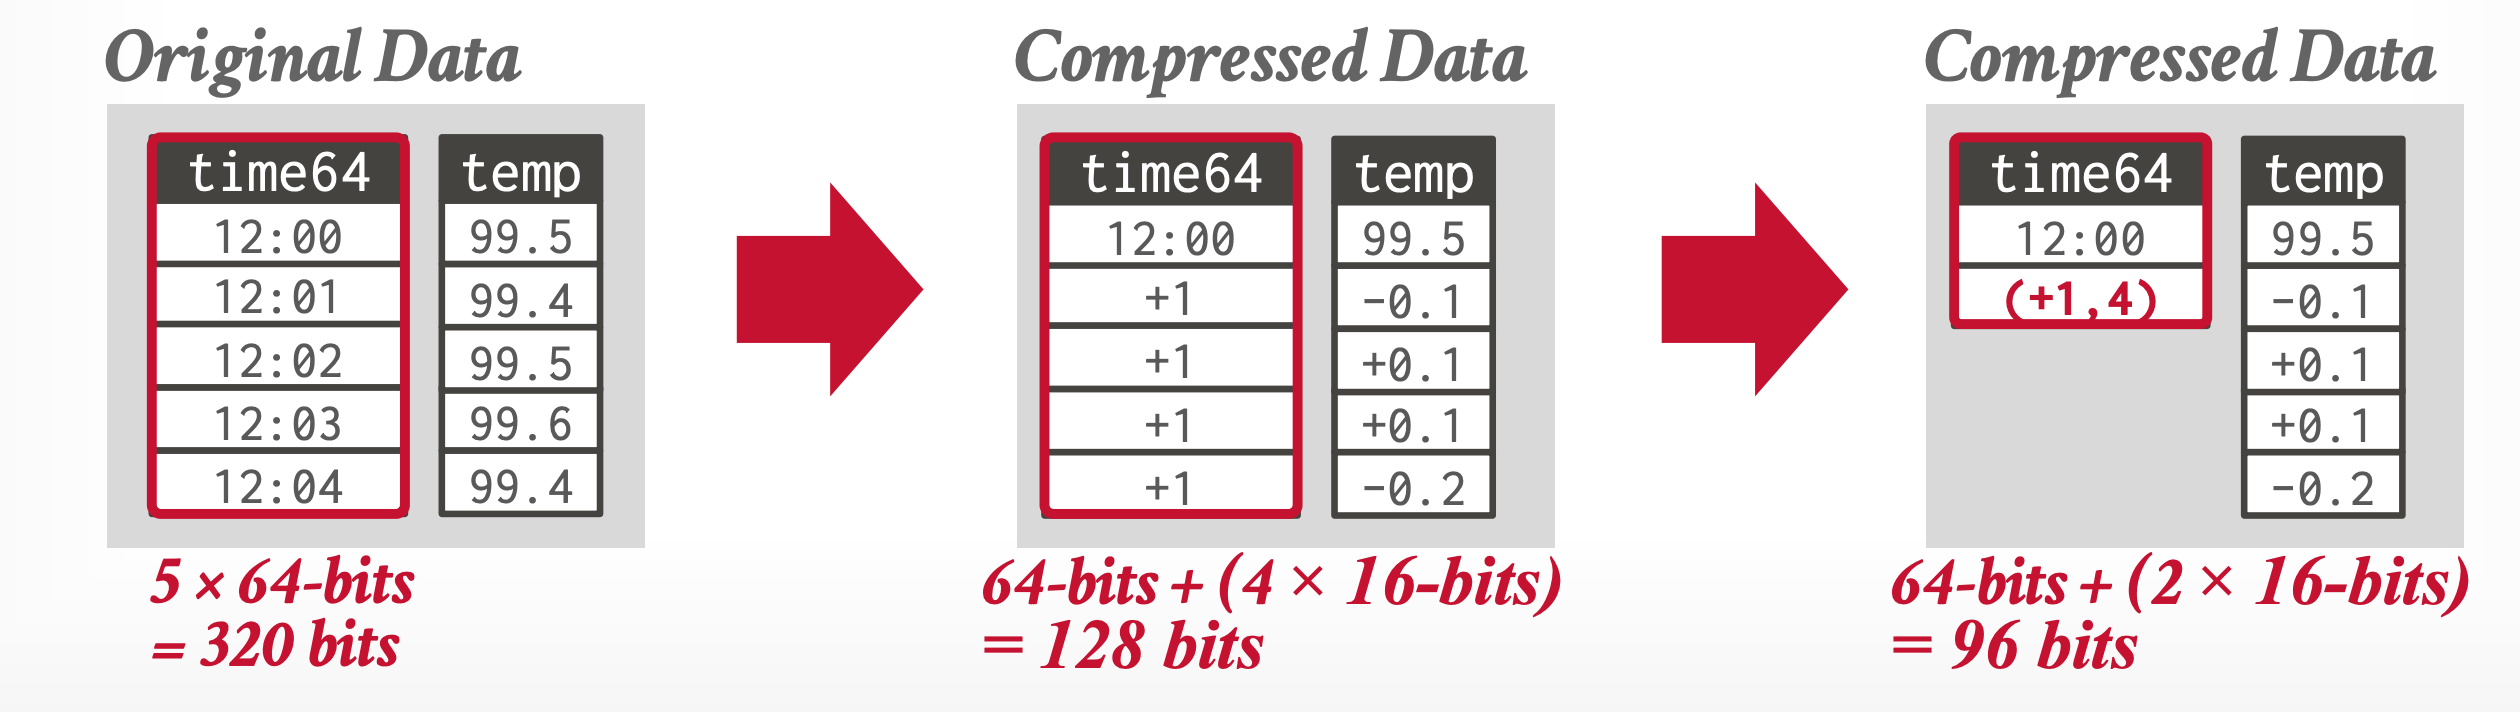 Original Data
time64 temp
12:00 99.5
12:01 99.4
12:02 99.5
12:03 99.6
12:04 99.4
5 × 64-bits
= 320 bits
Compressed Data
time64 temp
12:00 99.5
+1 -0.1
+1 +0.1
+1 +0.1
+1 -0.2
64-bits + (4 × 16-bits)
= 128 bits
Compressed Data
time64 temp
12:00 99.5
(+1,4) -0.1
+0.1
+0.1
-0.2
64-bits + (2 × 16-bits)
= 96 bits